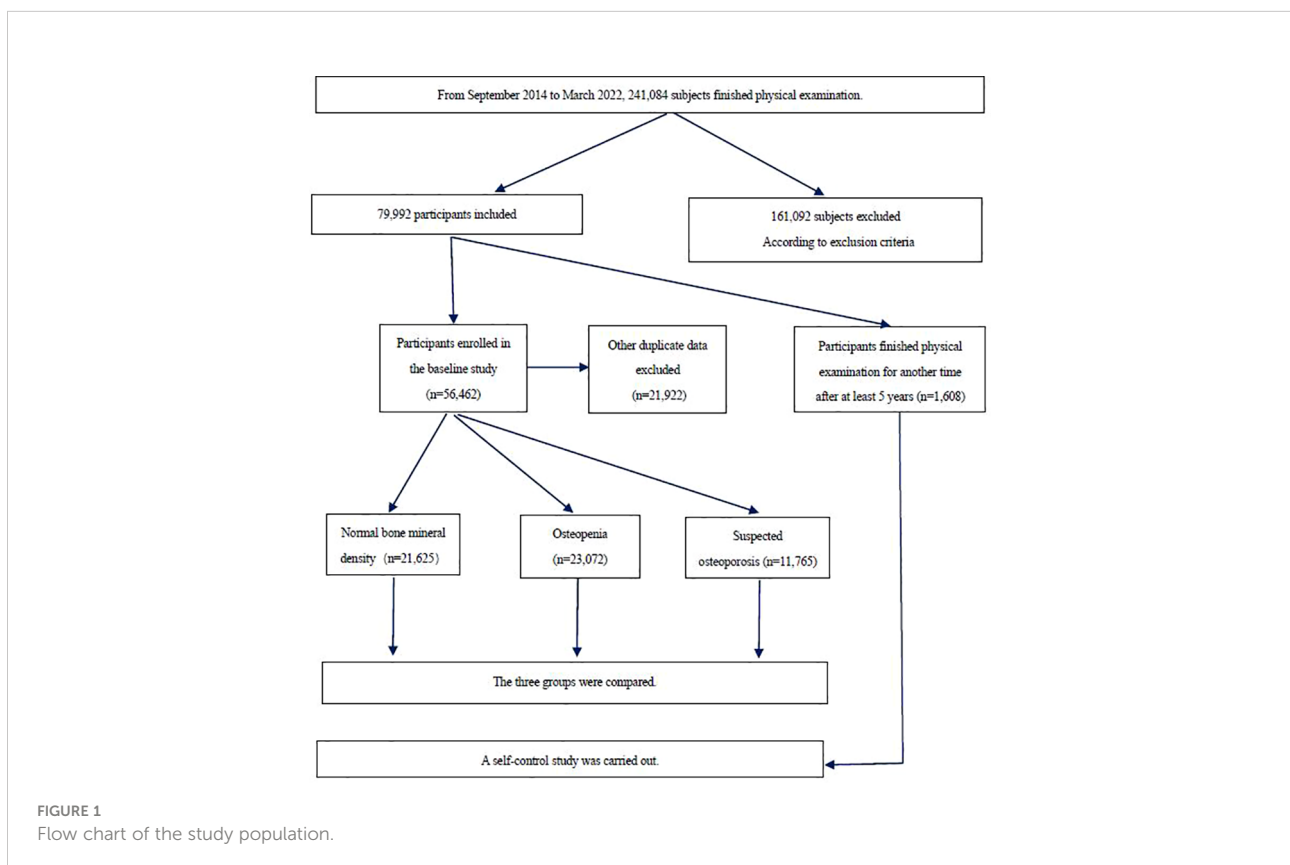 From September 2014 to March 2022, 241,084 subjects finished physical examination.
79,992 participants included
161,092 subjects excluded
According to exclusion criteria
Participants enrolled in
the baseline study
(n=56,462)
Other duplicate data
excluded
(n=21,922)
Participants finished physical
examination for another time
after at least 5 years (n=1,608)
Normal bone mineral
density (n=21,625)
Osteopenia
(n=23,072)
Suspected
osteoporosis (n=11,765)
The three groups were compared.
A self-control study was carried out.
FIGURE 1
Flow chart of the study population.